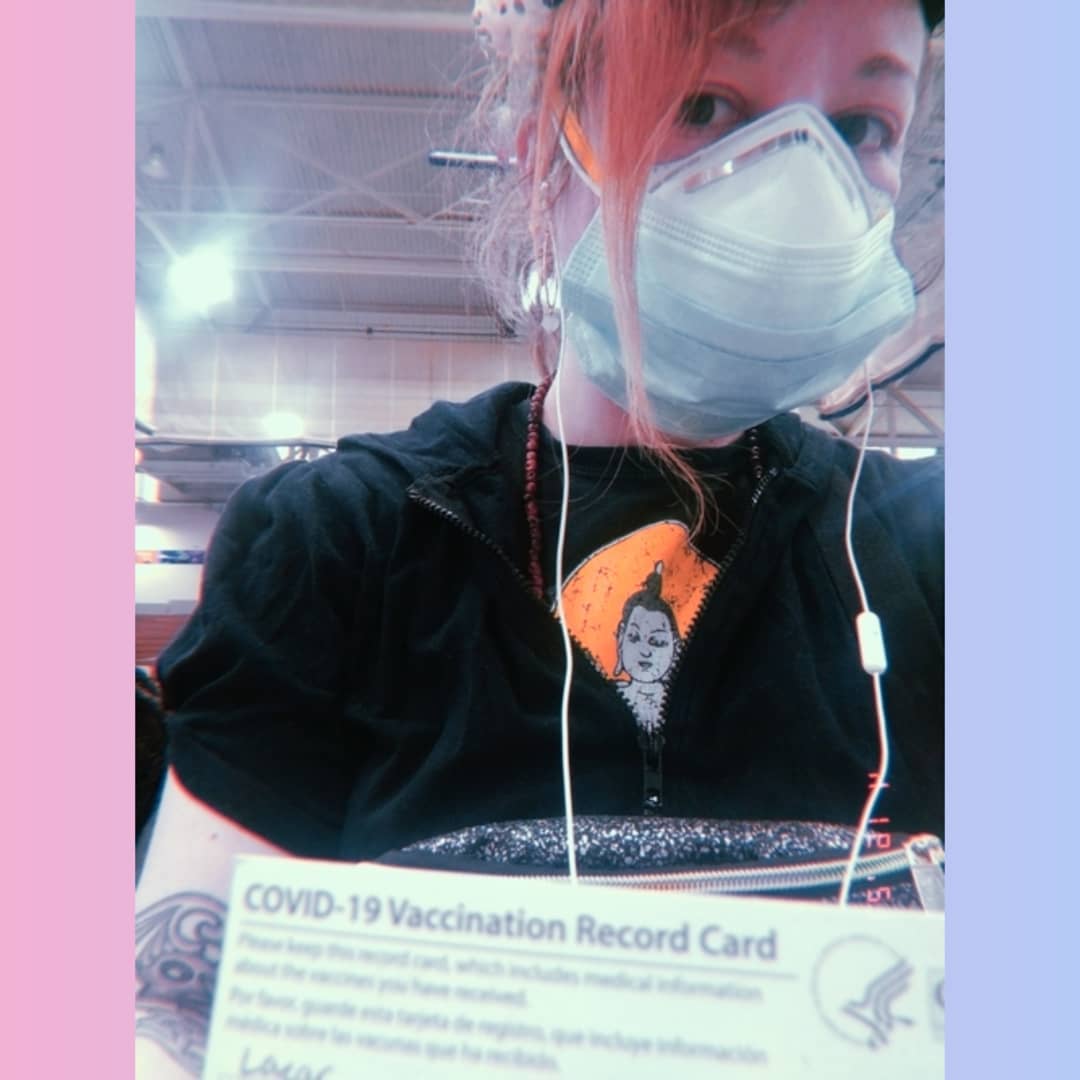 COVID-19 Vaccination Record Card
Please keep this record card, which includes medical information
about the vaccines you have received.
Por favor, guarde esta tarjeta de registro, que incluye información
médica sobre las vacunas que ha recibido.